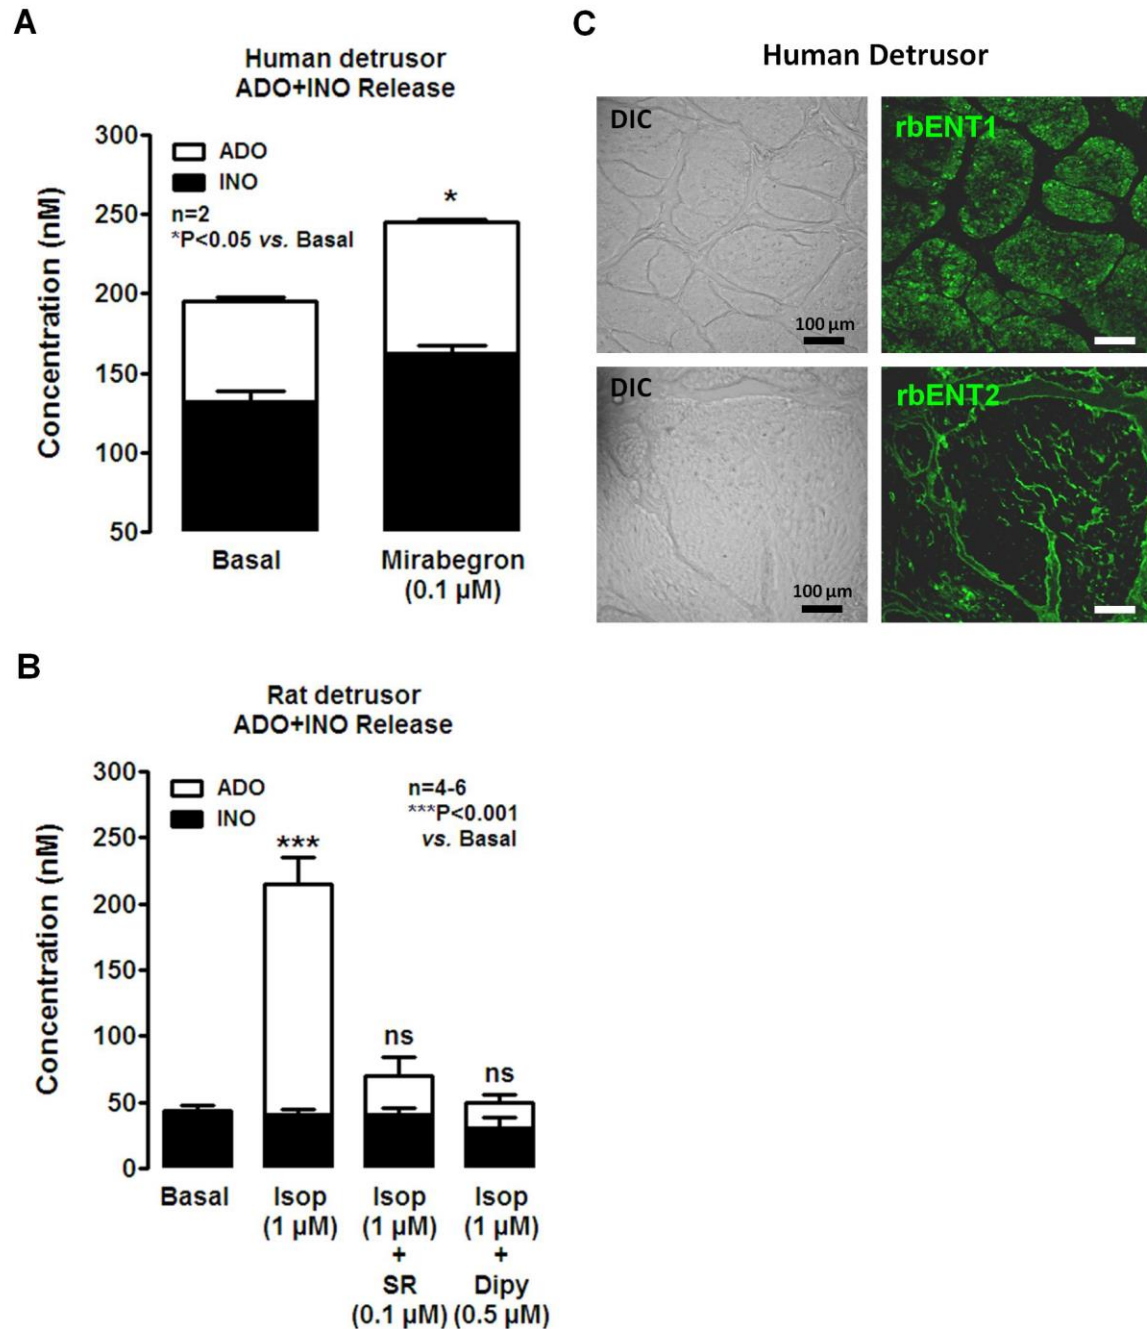 A
Human detrusor
ADO+INO Release
Concentration (nM)
300
250
200
150
100
50
ADO
INO
n=2
*P<0.05 vs. Basal
*
Basal
Mirabegron
(0.1 µM)
C
Human Detrusor
DIC
100 µm
rbENT1
DIC
100 µm
rbENT2
B
Rat detrusor
ADO+INO Release
Concentration (nM)
300
250
200
150
100
50
0
ADO
INO
n=4-6
***P<0.001
vs. Basal
***
ns
ns
Basal
Isop
(1 µM)
Isop
(1 µM)
+
SR
(0.1 µM)
Isop
(1 µM)
+
Dipy
(0.5 µM)